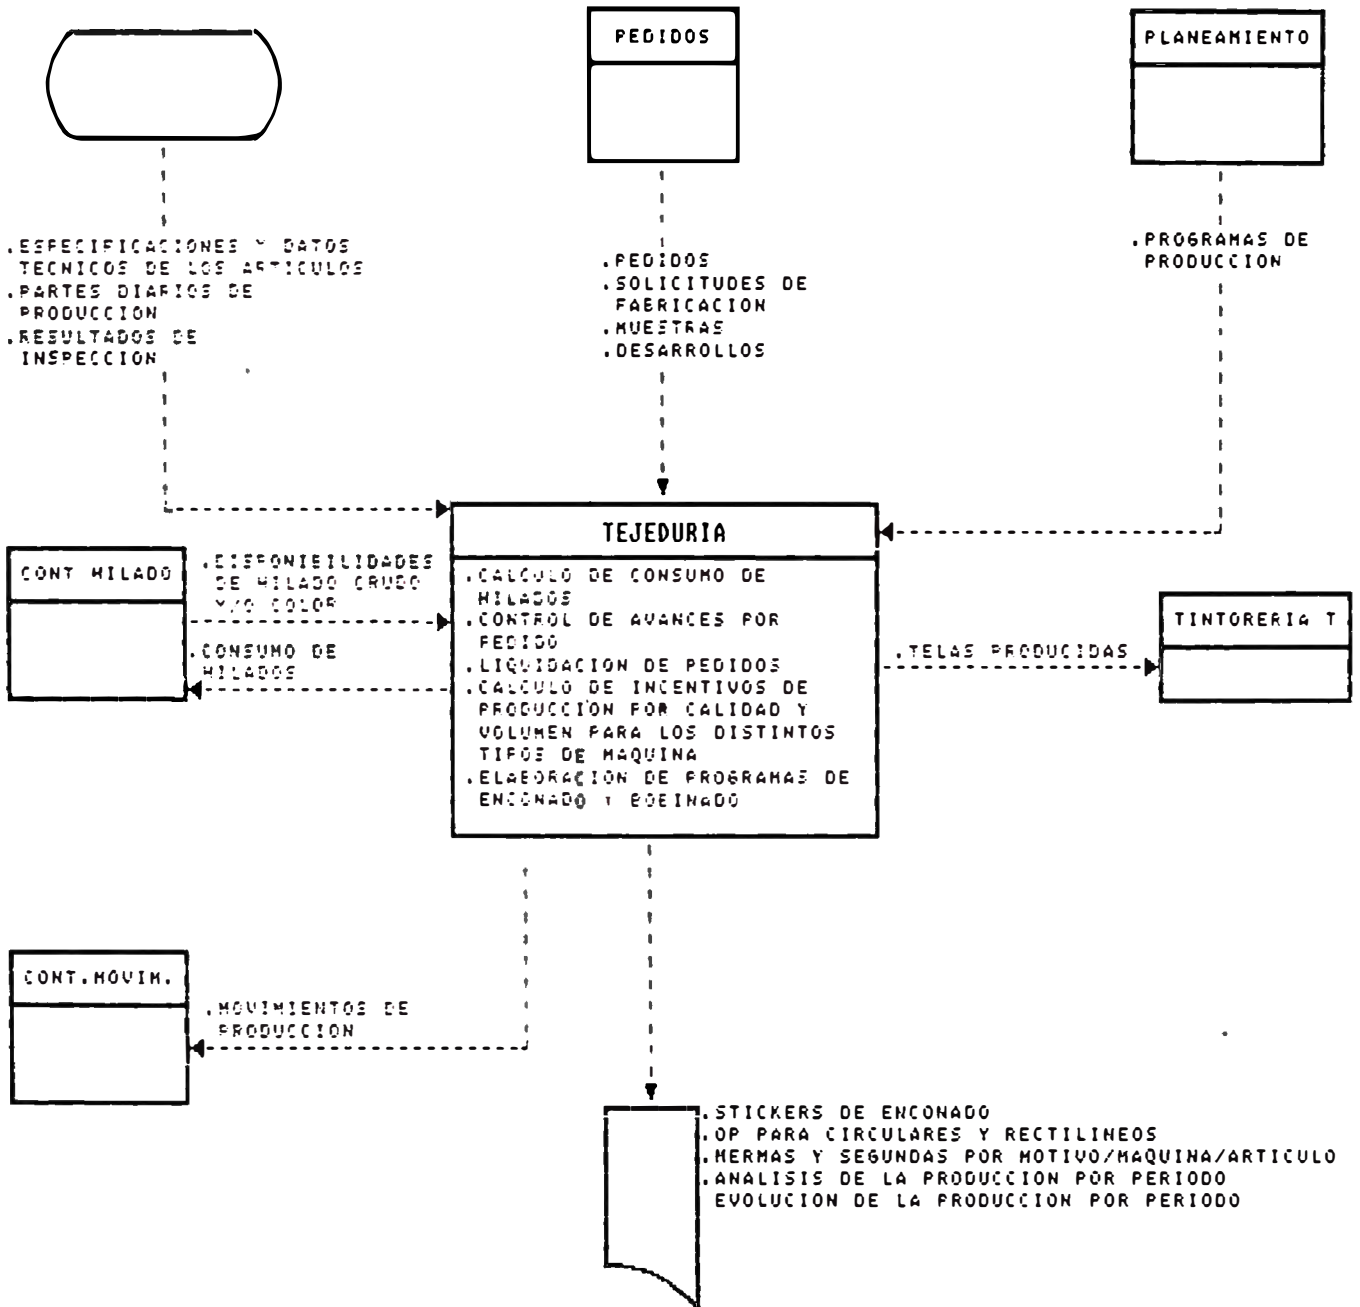 PEDIDOS
PLANEAMIENTO
.ESPECIFICACIONES Y DATOS
TECNICOS DE LOS ARTICULOS
.PARTES DIARIOS DE
PRODUCCION
.RESULTADOS DE
INSPECCION
.PEDIDOS
.SOLICITUDES DE
FABRICACION
.MUESTRAS
.DESARROLLOS
.PROGRAMAS DE
PRODUCCION
TEJEDURIA
.CALCULO DE CONSUMO DE
HILADOS
.CONTROL DE AVANCES POR
PEDIDO
.LIQUIDACION DE PEDIDOS
.CALCULO DE INCENTIVOS DE
PRODUCCION POR CALIDAD Y
VOLUMEN PARA LOS DISTINTOS
TIPOS DE MAQUINA
.ELABORACION DE PROGRAMAS DE
ENCONADO Y BOBINADO
CONT HILADO
.DISPONIBILIDADES
DE HILADO CRUDO
Y/O COLOR
.CONSUMO DE
HILADOS
TINTORERIA T
.TELAS PRODUCIDAS
CONT.MOVIM.
.MOVIMIENTOS DE
PRODUCCION
.STICKERS DE ENCONADO
.OP PARA CIRCULARES Y RECTILINEOS
.MERMAS Y SEGUNDAS POR MOTIVO/MAQUINA/ARTICULO
.ANALISIS DE LA PRODUCCION POR PERIODO
EVOLUCION DE LA PRODUCCION POR PERIODO